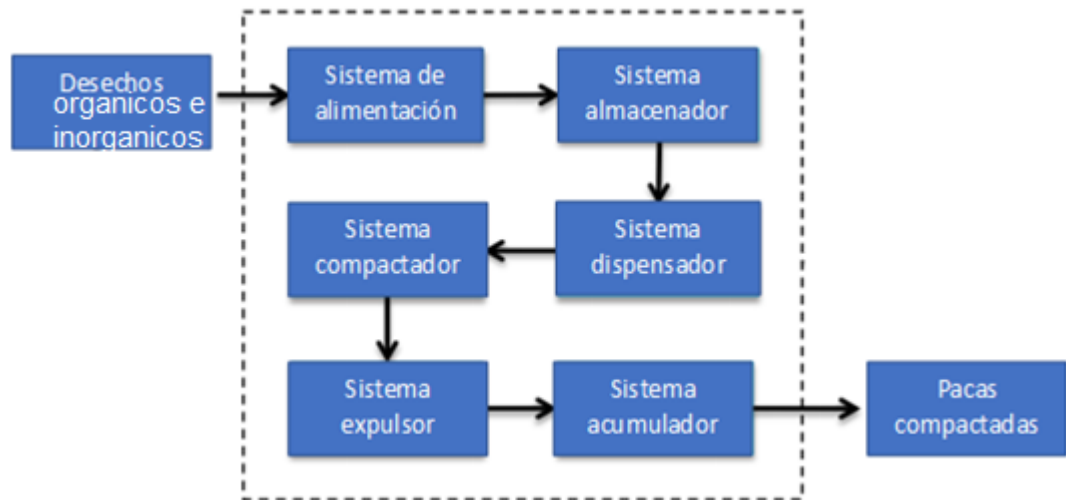 Desechos
organicos e
inorganicos
Sistema de
alimentación
Sistema
almacenador
Sistema
dispensador
Sistema
compactador
Sistema
expulsor
Sistema
acumulador
Pacas
compactadas